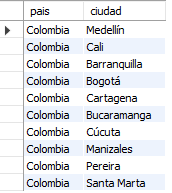 pais ciudad
Colombia Medellín
Colombia Cali
Colombia Barranquilla
Colombia Bogotá
Colombia Cartagena
Colombia Bucaramanga
Colombia Cúcuta
Colombia Manizales
Colombia Pereira
Colombia Santa Marta